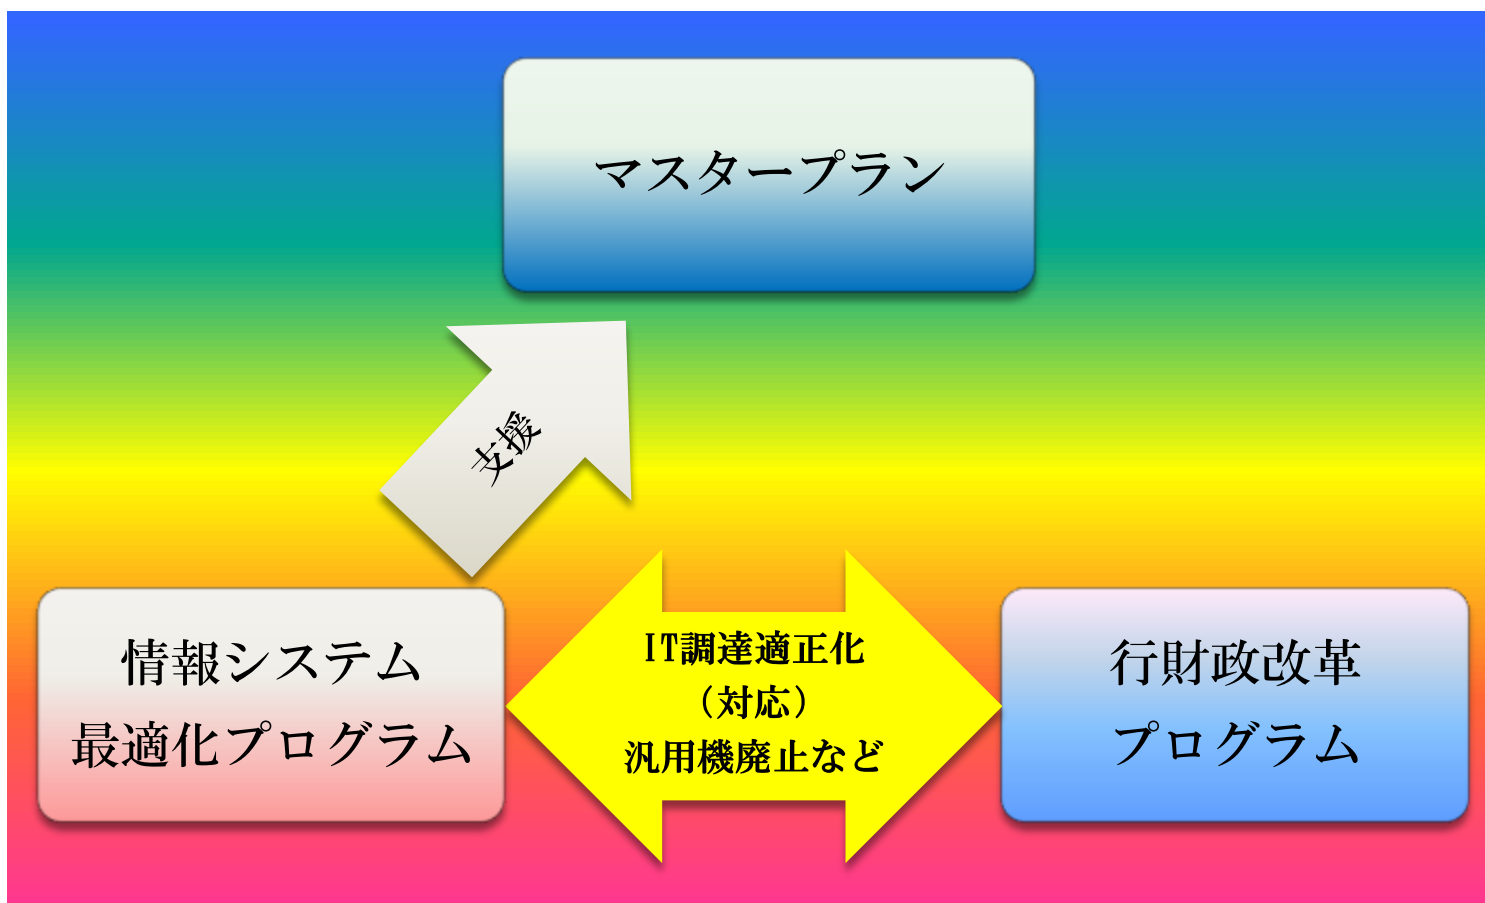 マスタープラン
支援
情報システム
最適化プログラム
IT調達適正化
（対応）
汎用機廃止など
行財政改革
プログラム